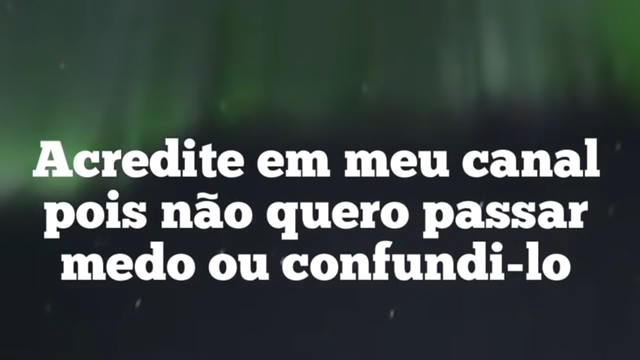 Acredite em meu canal
pois não quero passar
medo ou confundi-lo